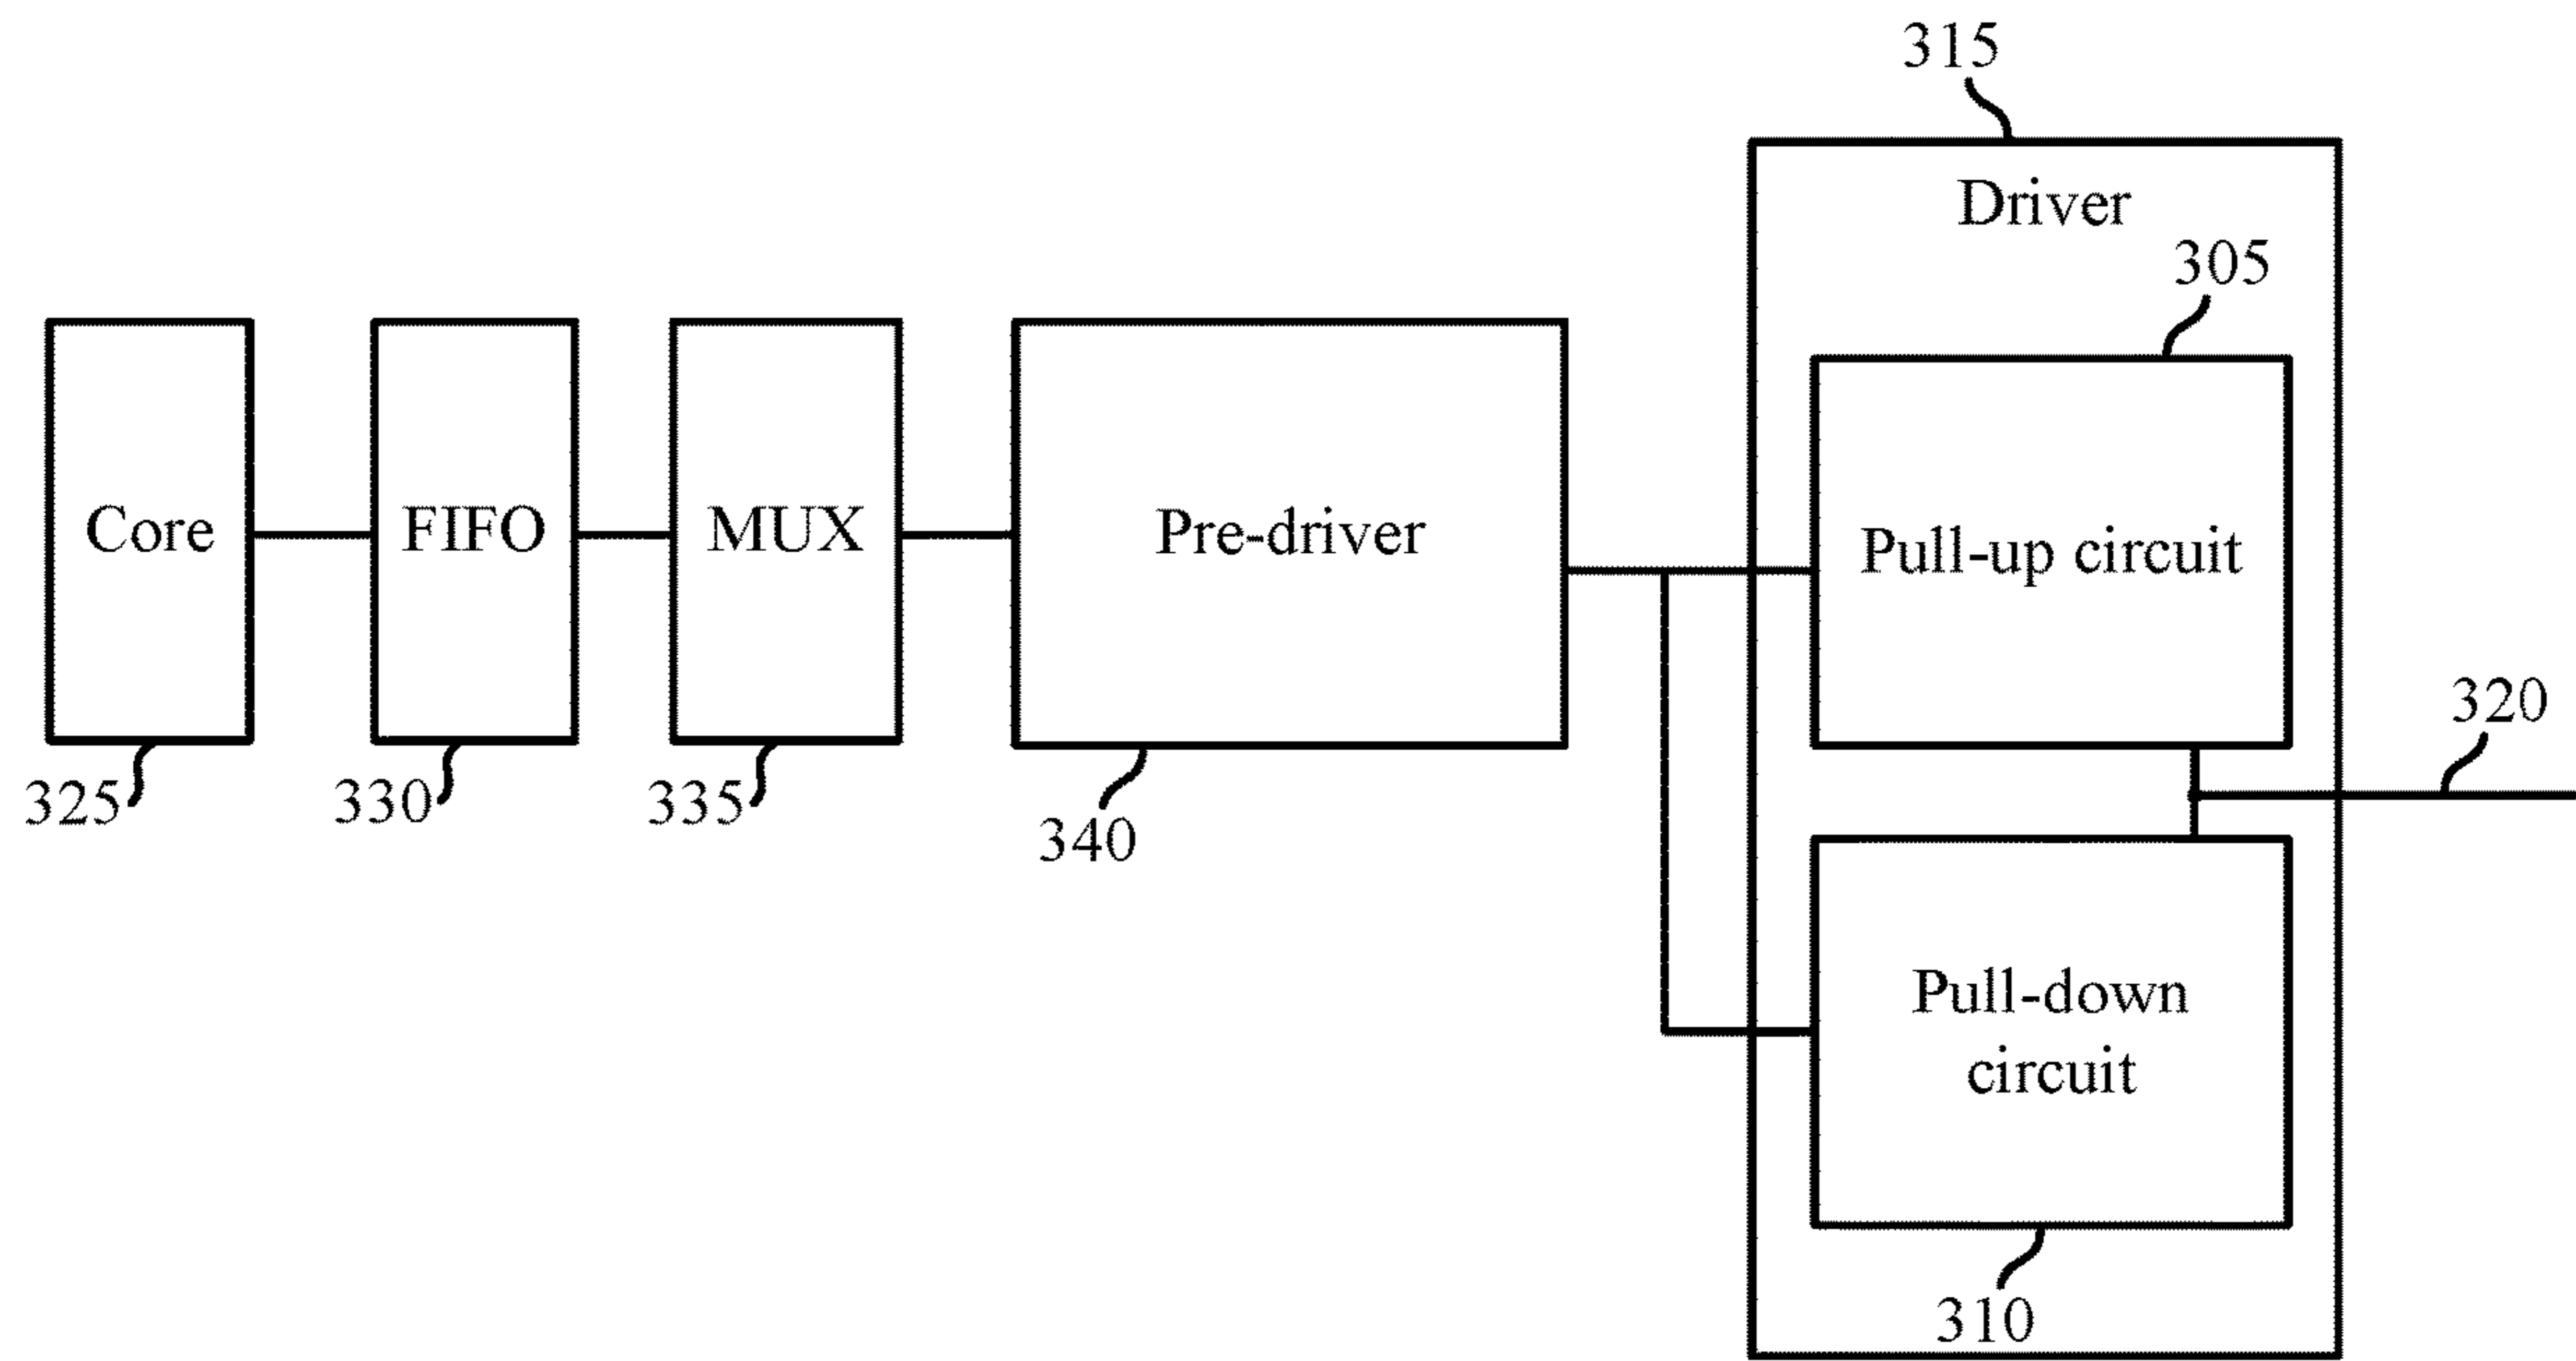 315
Driver
305
Core
FIFO
MUX
Pre-driver
Pull-up circuit
320
325
330
335
340
Pull-down
circuit
310